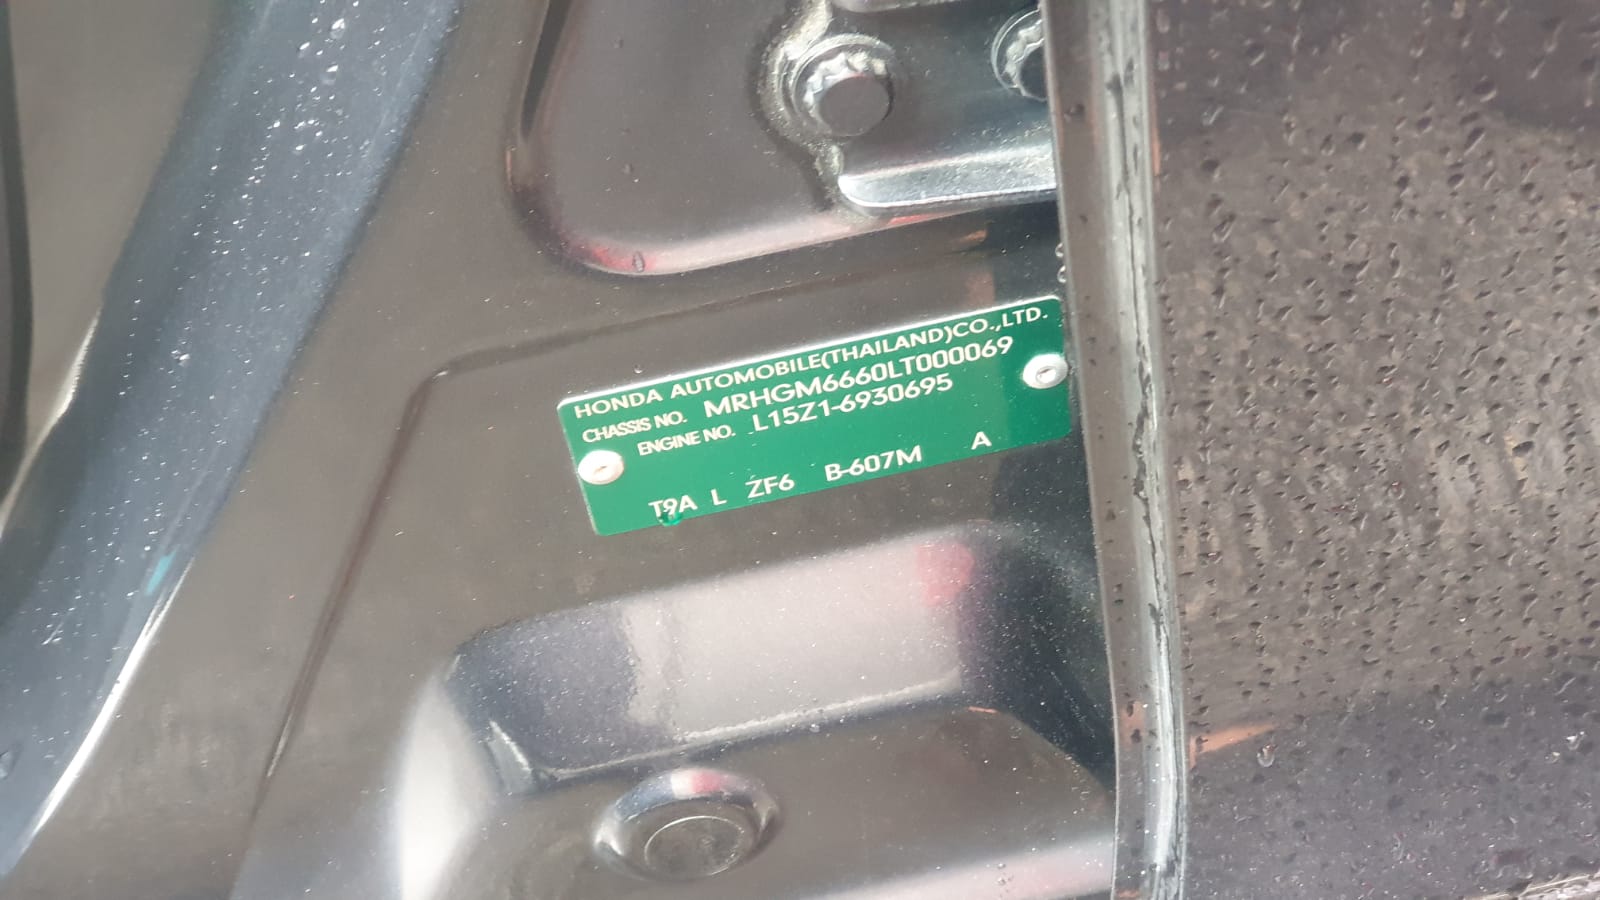 HONDA AUTOMOBILE(THAILAND)CO.,LTD.
CHASSIS NO. MRHGM6660LT000069
ENGINE NO. L15Z1-6930695
T9A L ZF6 B-607M A